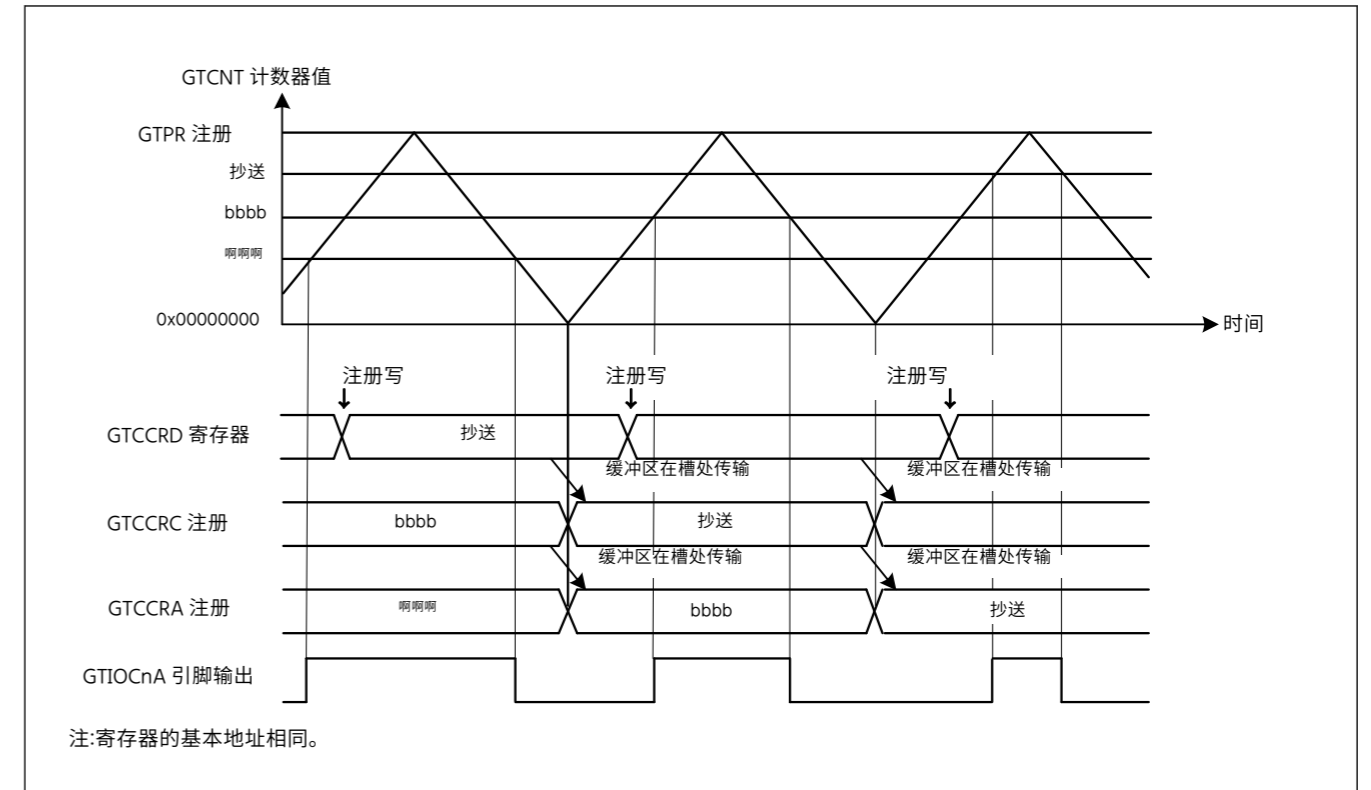 GTCNT 计数器值
GTPR 注册
抄送
bbbb
啊啊啊
0x00000000
时间
注册写
注册写
注册写
GTCCRD 寄存器
抄送
缓冲区在槽处传输
缓冲区在槽处传输
GTCCRC 注册
bbbb
抄送
缓冲区在槽处传输
缓冲区在槽处传输
GTCCRA 注册
啊啊啊
bbbb
抄送
GTIOCnA 引脚输出
注:寄存器的基本地址相同。